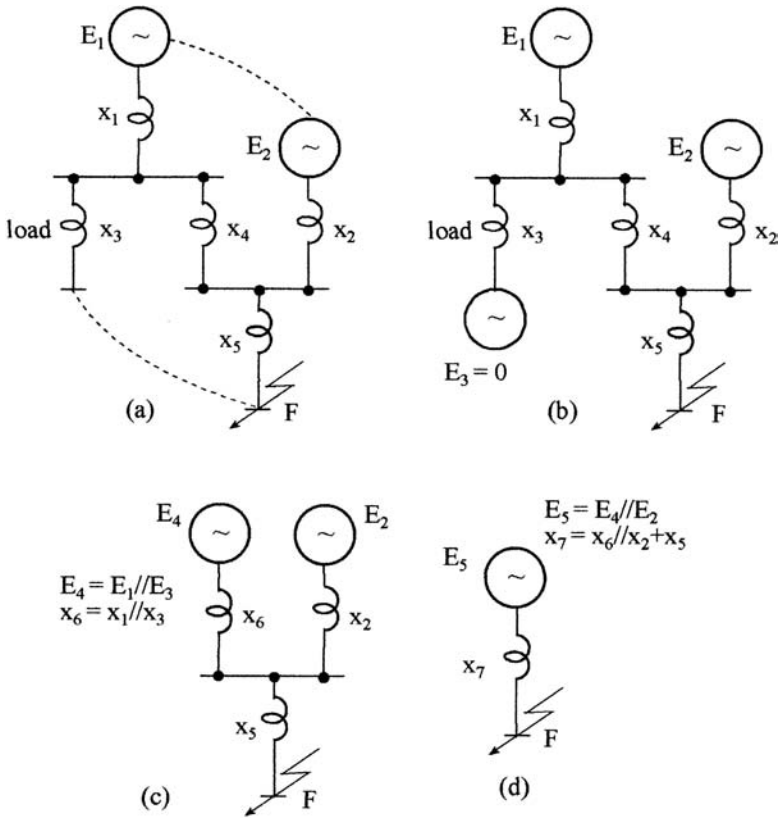 E1
x1
E2
load
x3
x4
x2
x5
F
(a)
E1
x1
E2
load
x3
x4
x2
x5
E3 = 0
F
(b)
E4
E2
E4 = E1//E3
x6 = x1//x3
x6
x2
x5
F
(c)
E5 = E4//E2
x7 = x6//x2+x5
E5
x7
F
(d)